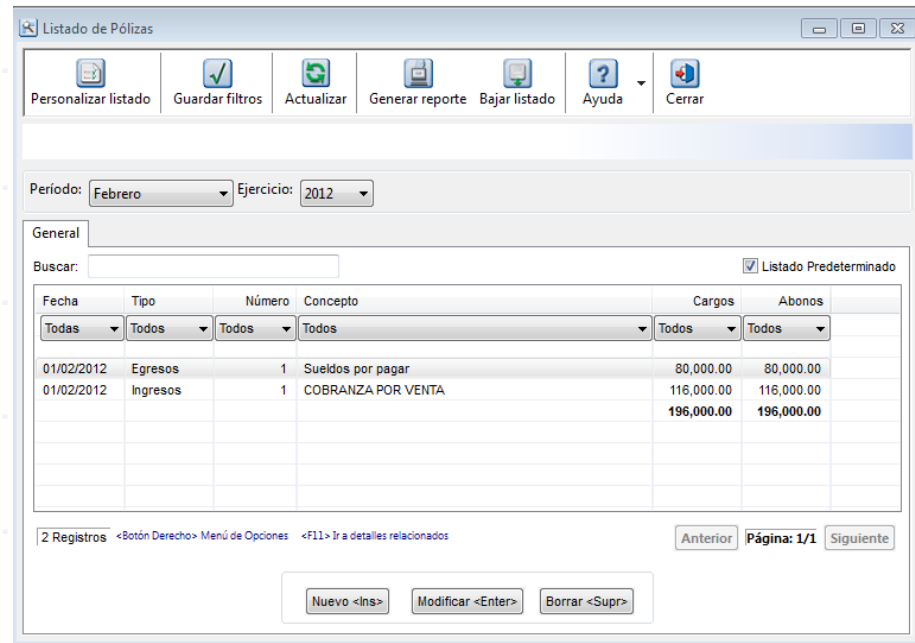 Listado de Pólizas
Personalizar listado Guardar filtros Actualizar Generar reporte Bajar listado Ayuda Cerrar
Período: Febrero Ejercicio: 2012
General
Buscar: Listado Predeterminado
Fecha Tipo Número Concepto Cargos Abonos
Todas Todos Todos Todos Todos Todos
01/02/2012 Egresos 1 Sueldos por pagar 80,000.00 80,000.00
01/02/2012 Ingresos 1 COBRANZA POR VENTA 116,000.00 116,000.00
196,000.00 196,000.00
2 Registros <Botón Derecho> Menú de Opciones <F11> Ir a detalles relacionados Anterior Página: 1/1 Siguiente
Nuevo <Ins> Modificar <Enter> Borrar <Supr>